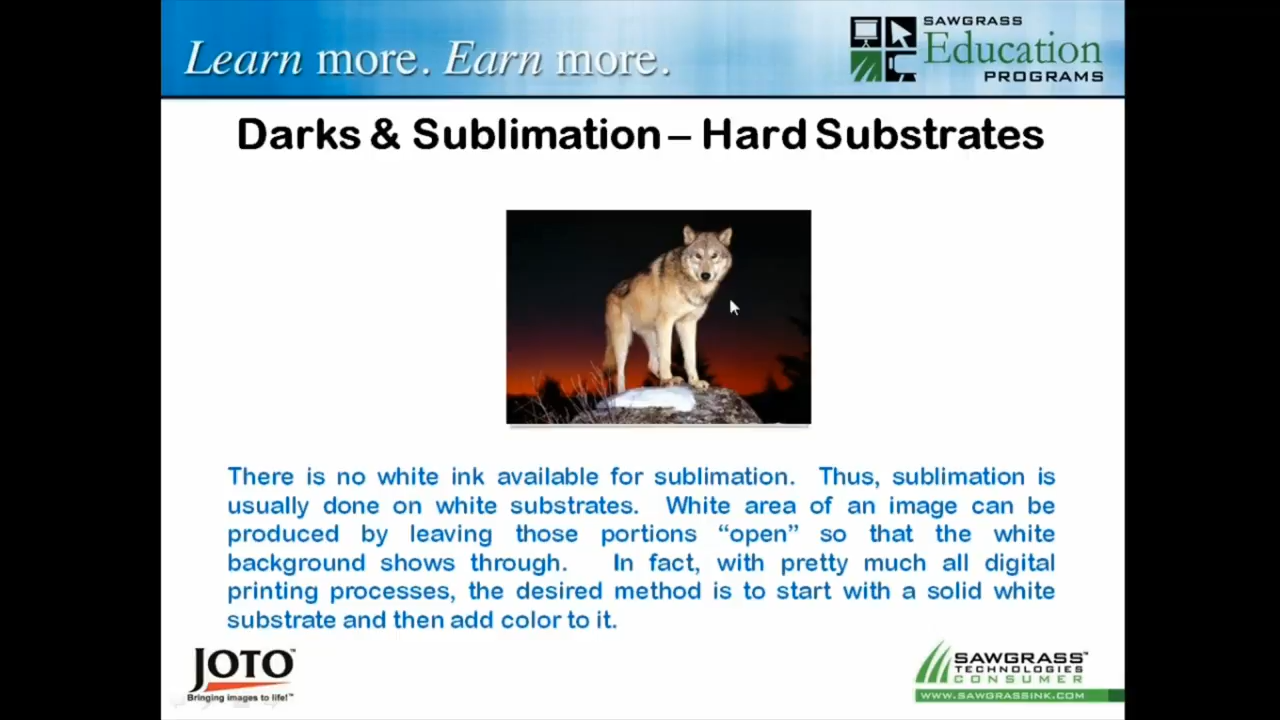 Learn more. Earn more.
SAWGRASS
Education
PROGRAMS
Darks & Sublimation – Hard Substrates
There is no white ink available for sublimation. Thus, sublimation is
usually done on white substrates. White area of an image can be
produced by leaving those portions “open” so that the white
background shows through. In fact, with pretty much all digital
printing processes, the desired method is to start with a solid white
substrate and then add color to it.
JOTO™
Bringing images to life!™
SAWGRASS™
TECHNOLOGIES
CONSUMER
WWW.SAWGRASSINK.COM